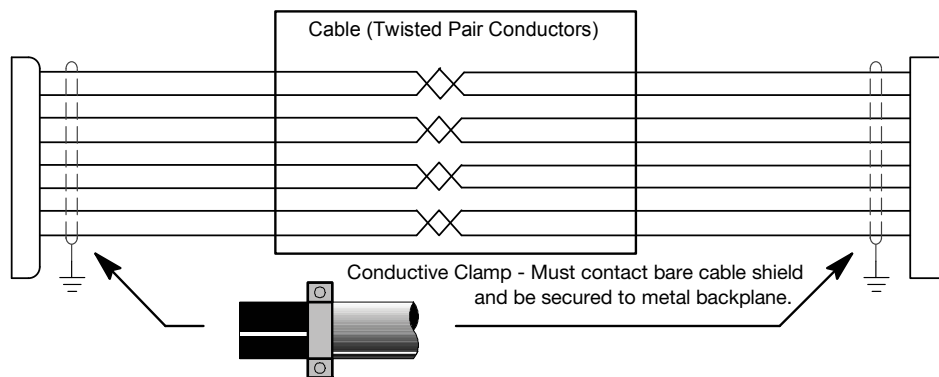 Cable (Twisted Pair Conductors)
Conductive Clamp - Must contact bare cable shield
and be secured to metal backplane.